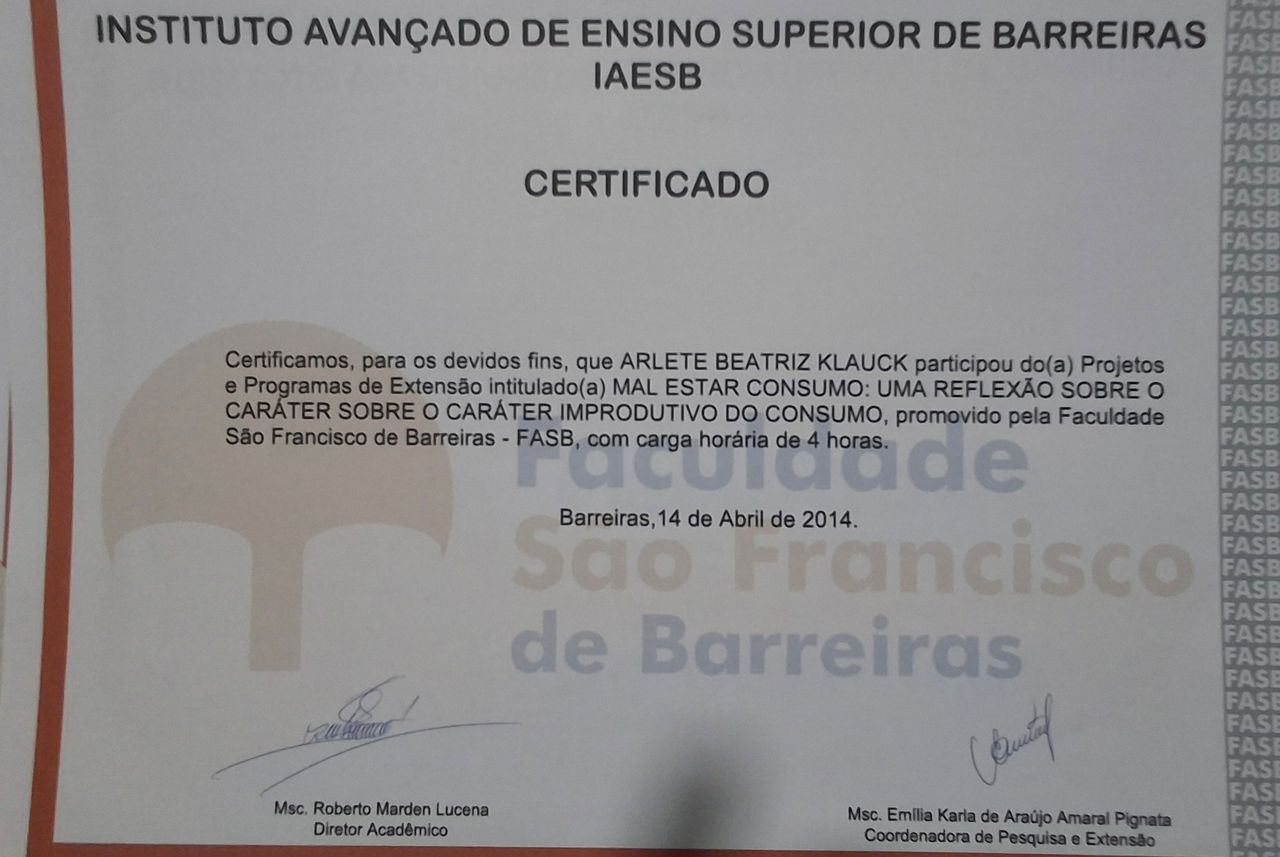 INSTITUTO AVANÇADO DE ENSINO SUPERIOR DE BARREIRAS
IAESB
CERTIFICADO
Certificamos, para os devidos fins, que ARLETE BEATRIZ KLAUCK participou do(a) Projetos
e Programas de Extensão intitulado(a) MAL ESTAR CONSUMO: UMA REFLEXÃO SOBRE O
CARÁTER SOBRE O CARÁTER IMPRODUTIVO DO CONSUMO, promovido pela Faculdade
São Francisco de Barreiras - FASB, com carga horária de 4 horas.
Faculdade
Barreiras,14 de Abril de 2014.
São Francisco
de Barreiras
Msc. Roberto Marden Lucena
Diretor Acadêmico
Msc. Emília Karla de Araújo Amaral Pignata
Coordenadora de Pesquisa e Extensão
FASB